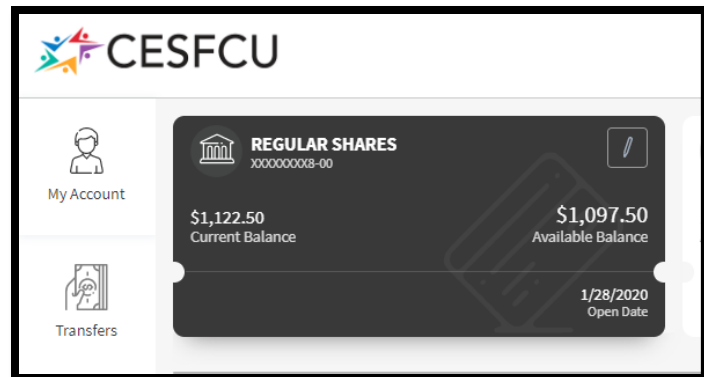 CESFCU
My Account
Transfers
REGULAR SHARES
XXXXXXXX8-00
$1,122.50
Current Balance
$1,097.50
Available Balance
1/28/2020
Open Date